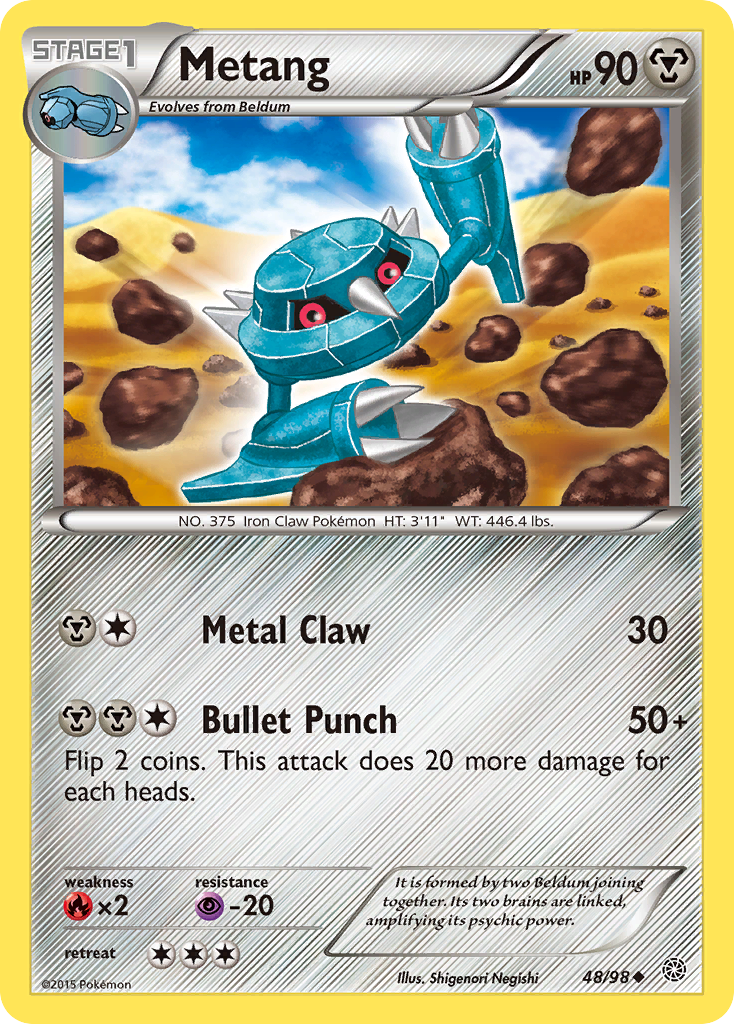 STAGE1
Metang
HP 90
Evolves from Beldum
NO. 375 Iron Claw Pokémon HT: 3'11" WT: 446.4 lbs.
Metal Claw 30
Bullet Punch 50+
Flip 2 coins. This attack does 20 more damage for
each heads.
weakness resistance
×2 -20
retreat
It is formed by two Beldum joining
together. Its two brains are linked,
amplifying its psychic power.
©2015 Pokémon
Illus. Shigenori Negishi
48/98